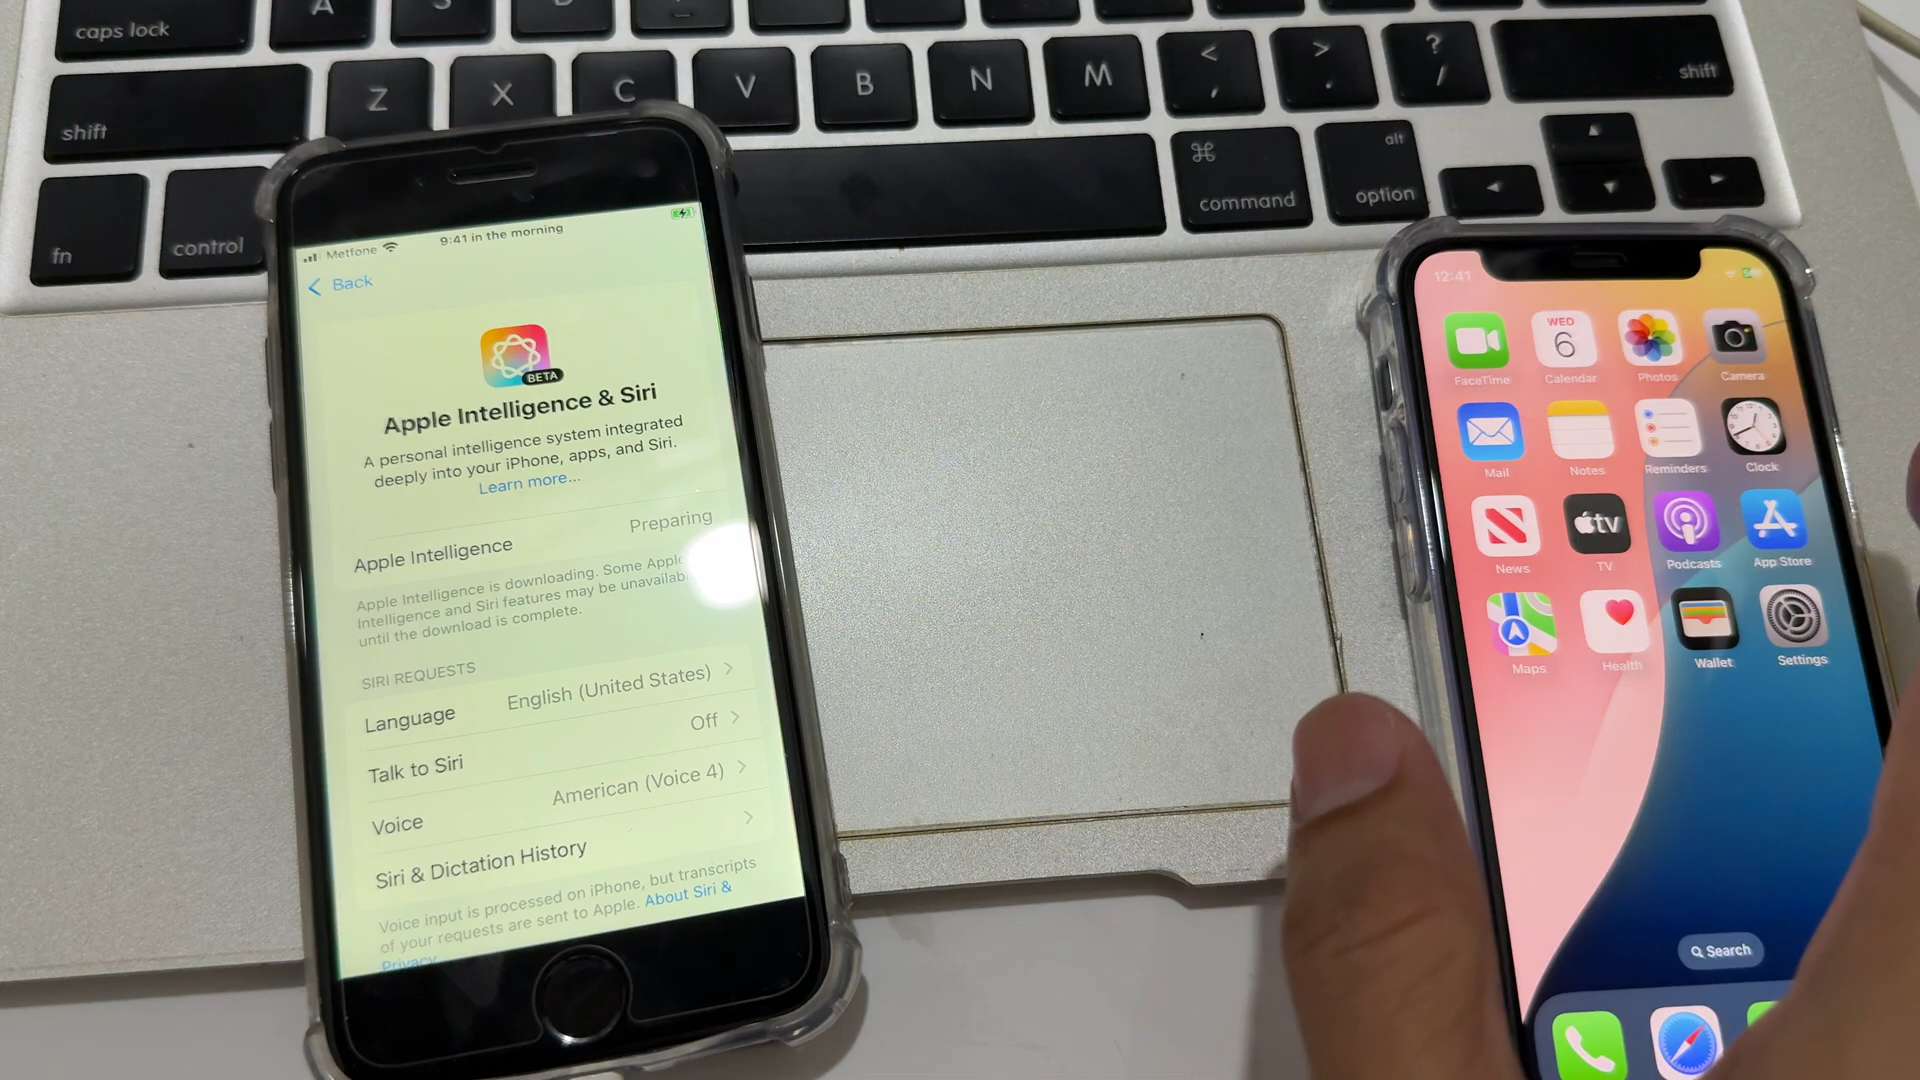 caps lock
A
S
D
shift
Z
X
C
V
B
N
M
<
,
>
.
?
/
shift
fn
control
⌘
command
alt
option
Metfone
9:41 in the morning
Back
BETA
Apple Intelligence & Siri
A personal intelligence system integrated
deeply into your iPhone, apps, and Siri.
Learn more...
Apple Intelligence
Preparing
Apple Intelligence is downloading. Some Apple
Intelligence and Siri features may be
until the download is complete.
SIRI REQUESTS
Language
English (United States)
Talk to Siri
Off
Voice
American (Voice 4)
Siri & Dictation History
Voice input is processed on iPhone, but transcripts
of your requests are sent to Apple. About Siri &
Privacy
12:41
FaceTime
WED
6
Calendar
Photos
Camera
Mail
Notes
Reminders
Clock
News
tv
TV
Podcasts
App Store
Maps
Health
Wallet
Settings
Search